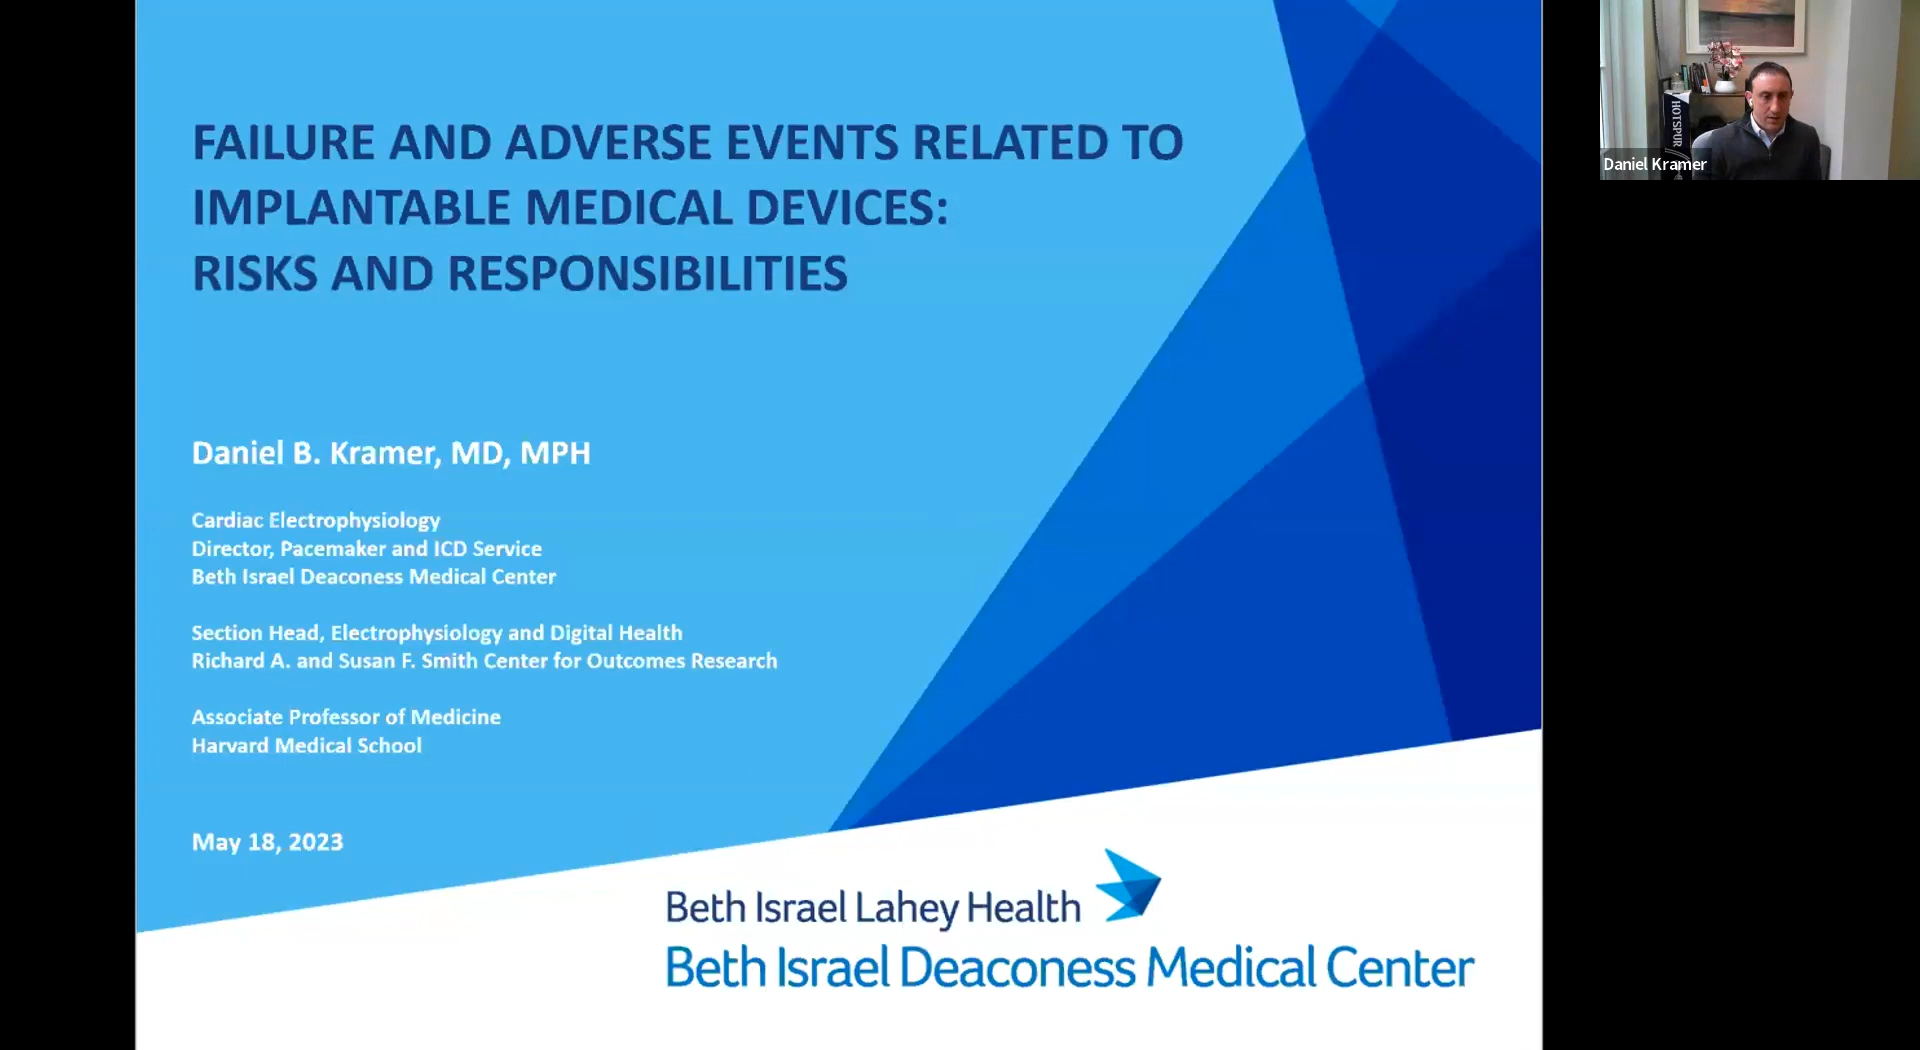 FAILURE AND ADVERSE EVENTS RELATED TO
IMPLANTABLE MEDICAL DEVICES:
RISKS AND RESPONSIBILITIES
Daniel B. Kramer, MD, MPH
Cardiac Electrophysiology
Director, Pacemaker and ICD Service
Beth Israel Deaconess Medical Center
Section Head, Electrophysiology and Digital Health
Richard A. and Susan F. Smith Center for Outcomes Research
Associate Professor of Medicine
Harvard Medical School
May 18, 2023
Beth Israel Lahey Health
Beth Israel Deaconess Medical Center
HOTSPUR
Daniel Kramer